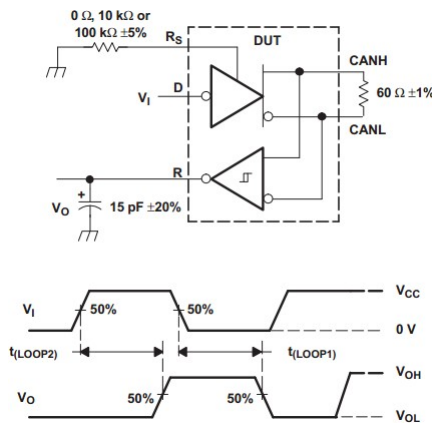 0 Ω, 10 kΩ or
100 kΩ ±5%
RS
DUT
CANH
VI
D
60 Ω ±1%
CANL
R
+
VO
15 pF ±20%
VCC
VI
50%
50%
0 V
t(LOOP2)
t(LOOP1)
VOH
VO
50%
50%
VOL